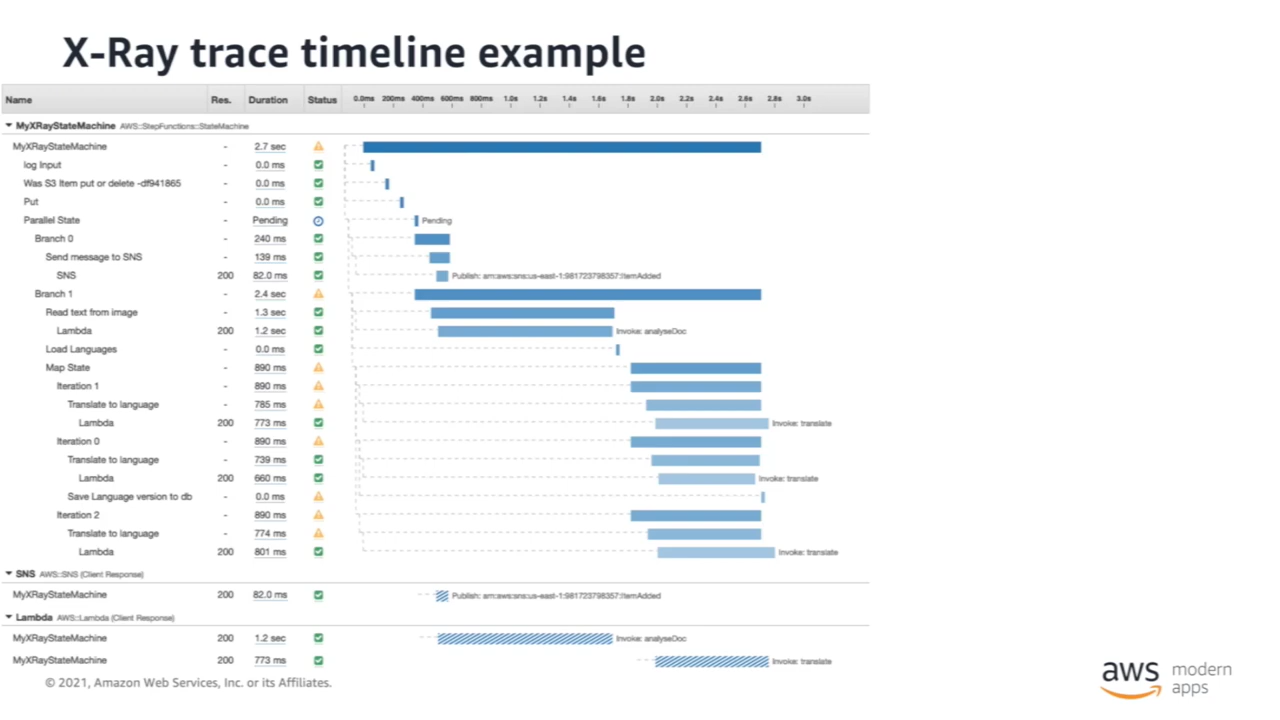 X-Ray trace timeline example
Name Res. Duration Status 0.0ms 200ms 400ms 600ms 800ms 1.0s 1.2s 1.4s 1.6s 1.8s 2.0s 2.2s 2.4s 2.6s 2.8s 3.0s
MyXRayStateMachine AWS::StepFunctions::StateMachine
MyXRayStateMachine - 2.7 sec
log Input - 0.0 ms
Was S3 Item put or delete -df941865 - 0.0 ms
Put - 0.0 ms
Parallel State - Pending Pending
Branch 0 - 240 ms
Send message to SNS - 139 ms
SNS 200 82.0 ms Publish: arn:aws:sns:us-east-1:981723798357:ItemAdded
Branch 1 - 2.4 sec
Read text from image - 1.3 sec
Lambda 200 1.2 sec Invoke: analyseDoc
Load Languages - 0.0 ms
Map State - 890 ms
Iteration 1 - 890 ms
Translate to language - 785 ms
Lambda 200 773 ms Invoke: translate
Iteration 0 - 890 ms
Translate to language - 739 ms
Lambda 200 660 ms Invoke: translate
Save Language version to db - 0.0 ms
Iteration 2 - 890 ms
Translate to language - 774 ms
Lambda 200 801 ms Invoke: translate
SNS AWS::SNS (Client Response)
MyXRayStateMachine 200 82.0 ms Publish: arn:aws:sns:us-east-1:981723798357:ItemAdded
Lambda AWS::Lambda (Client Response)
MyXRayStateMachine 200 1.2 sec Invoke: analyseDoc
MyXRayStateMachine 200 773 ms Invoke: translate
© 2021, Amazon Web Services, Inc. or its Affiliates.
aws modern apps